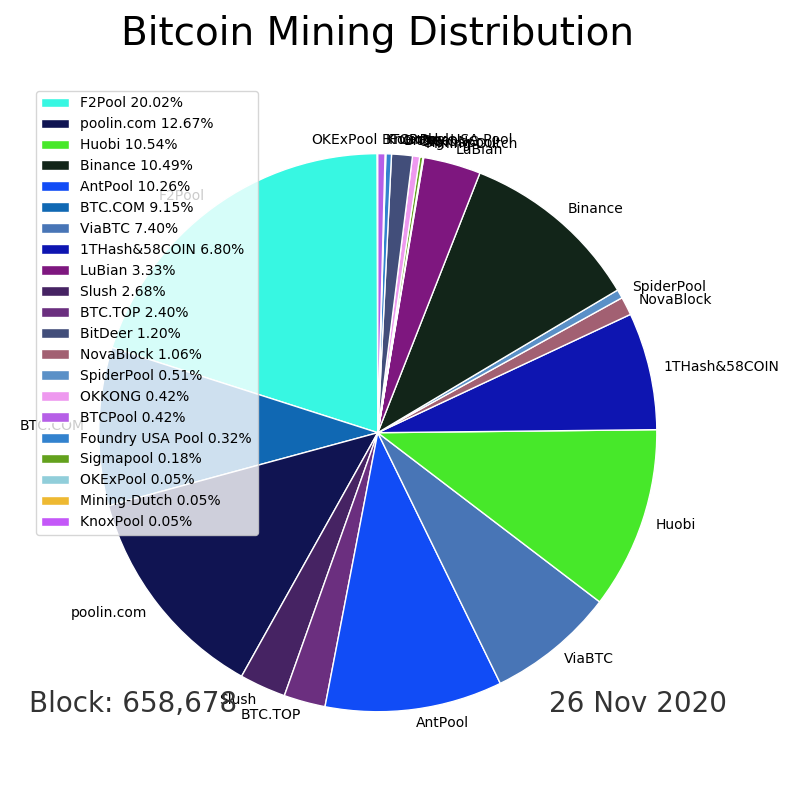 Bitcoin Mining Distribution
F2Pool 20.02%
poolin.com 12.67%
Huobi 10.54%
Binance 10.49%
AntPool 10.26%
BTC.COM 9.15%
ViaBTC 7.40%
1THash&58COIN 6.80%
LuBian 3.33%
Slush 2.68%
BTC.TOP 2.40%
BitDeer 1.20%
NovaBlock 1.06%
SpiderPool 0.51%
OKKONG 0.42%
BTCPool 0.42%
Foundry USA Pool 0.32%
Sigmapool 0.18%
OKExPool 0.05%
Mining-Dutch 0.05%
KnoxPool 0.05%
OKExPool
LuBian
Binance
F2Pool
SpiderPool
NovaBlock
1THash&58COIN
BTC.COM
Huobi
poolin.com
ViaBTC
Slush
BTC.TOP
AntPool
Block: 658,678
26 Nov 2020